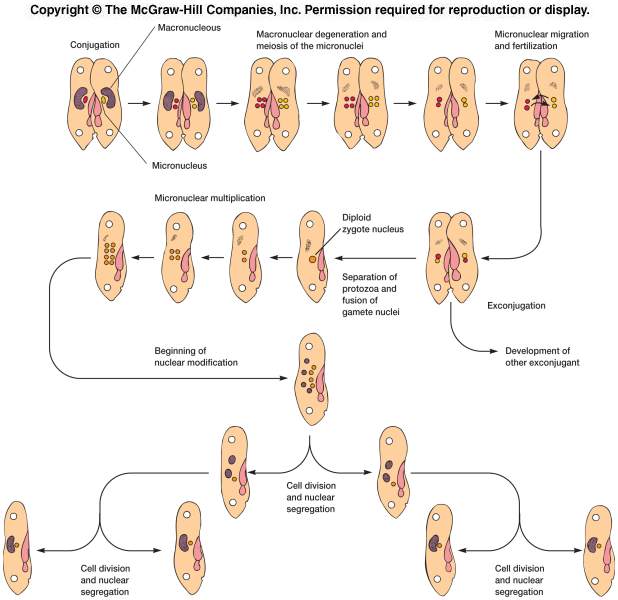 Copyright © The McGraw-Hill Companies, Inc. Permission required for reproduction or display.
Macronucleous
Conjugation
Macronuclear degeneration and
meiosis of the micronuclei
Micronuclear migration
and fertilization
Micronucleus
Micronuclear multiplication
Diploid
zygote nucleus
Separation of
protozoa and
fusion of
gamete nuclei
Exconjugation
Development of
other exconjugant
Beginning of
nuclear modification
Cell division
and nuclear
segregation
Cell division
and nuclear
segregation
Cell division
and nuclear
segregation